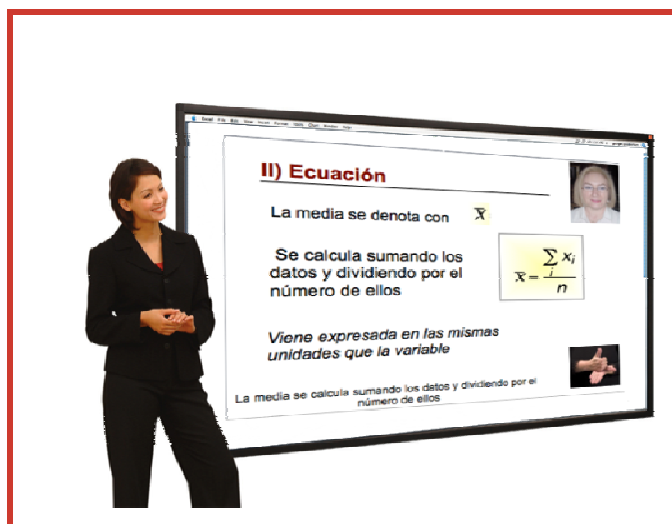 II) Ecuación
La media se denota con x̄
Se calcula sumando los
datos y dividiendo por el
número de ellos
x̄ = ∑ᵢ xᵢ / n
Viene expresada en las mismas
unidades que la variable
La media se calcula sumando los datos y dividiendo por el
número de ellos